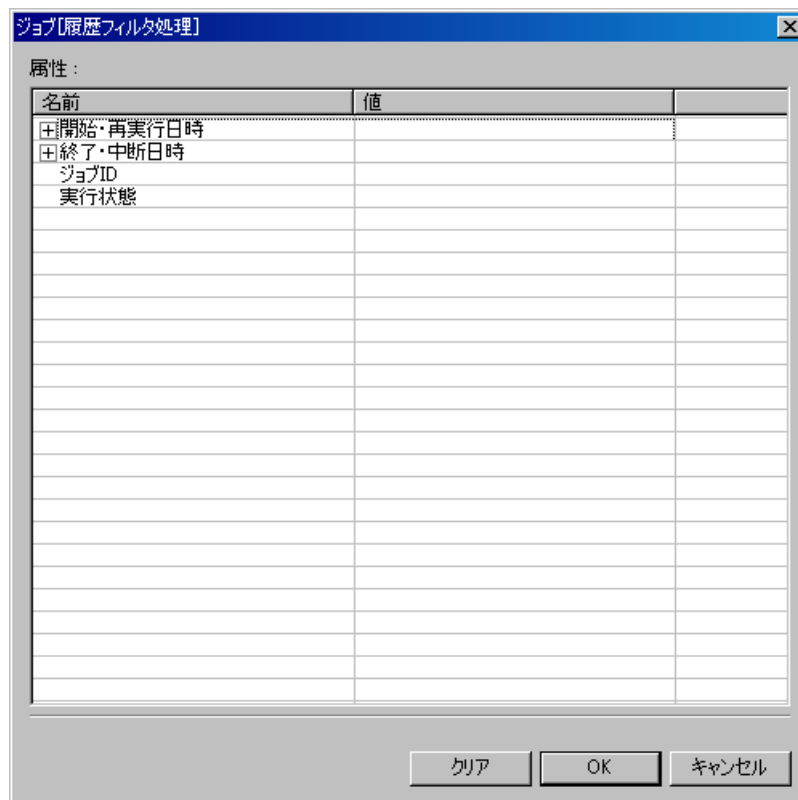 ジョブ[履歴フィルタ処理]
属性：
名前 値
開始・再実行日時
終了・中断日時
ジョブID
実行状態
クリア OK キャンセル